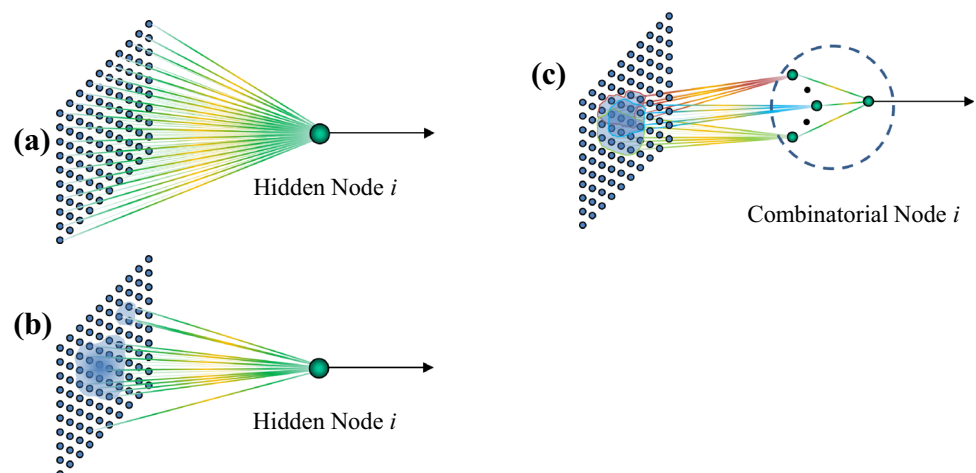 (a)
Hidden Node i
(b)
Hidden Node i
(c)
Combinatorial Node i